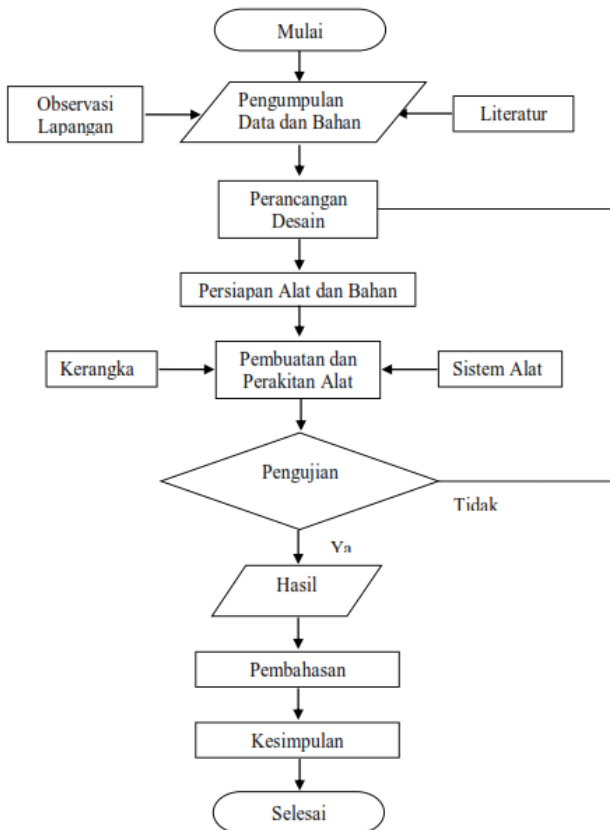 Mulai
Observasi
Lapangan
Pengumpulan
Data dan Bahan
Literatur
Perancangan
Desain
Persiapan Alat dan Bahan
Kerangka
Pembuatan dan
Perakitan Alat
Sistem Alat
Pengujian
Tidak
Ya
Hasil
Pembahasan
Kesimpulan
Selesai